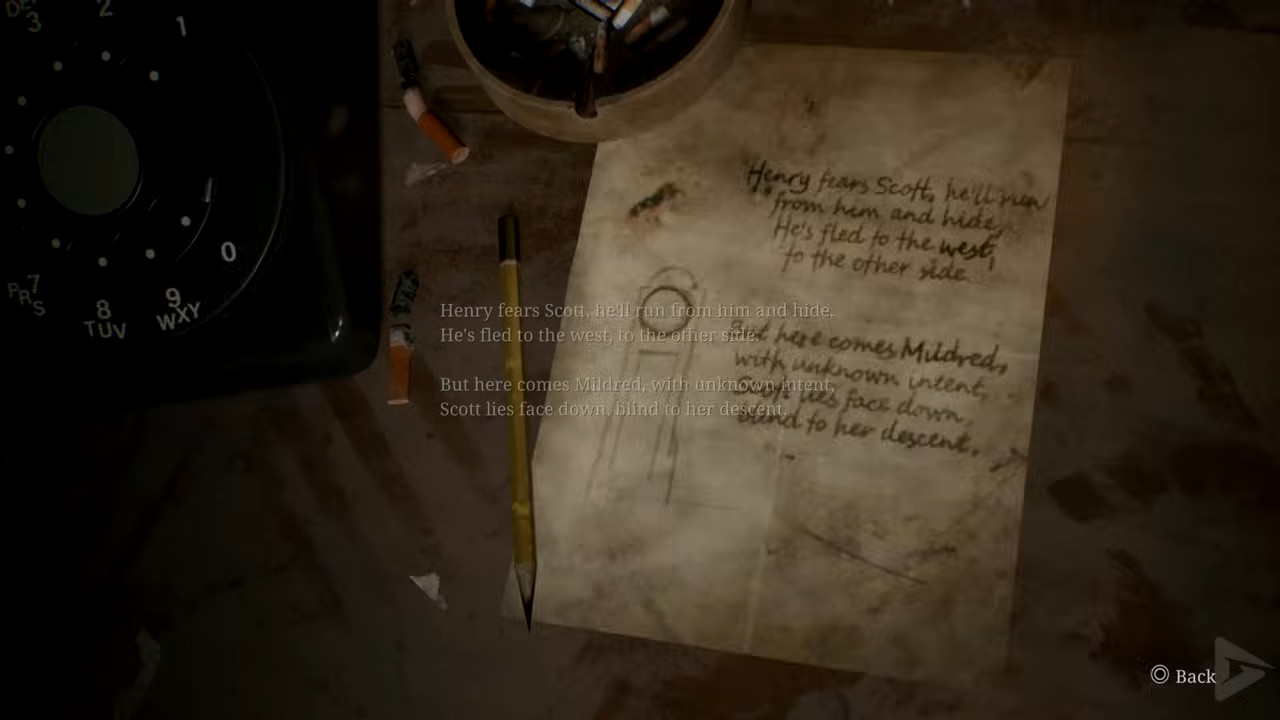 DEF
3
2
1
0
9
WXY
8
TUV
7
PRS
Henry fears Scott, he'll run
from him and hide,
He's fled to the west,
to the other side.
But here comes Mildred,
with unknown intent,
Scott lies face down,
blind to her descent.
Henry fears Scott, he'll run from him and hide.
He's fled to the west, to the other side.
But here comes Mildred, with unknown intent,
Scott lies face down, blind to her descent.
Back